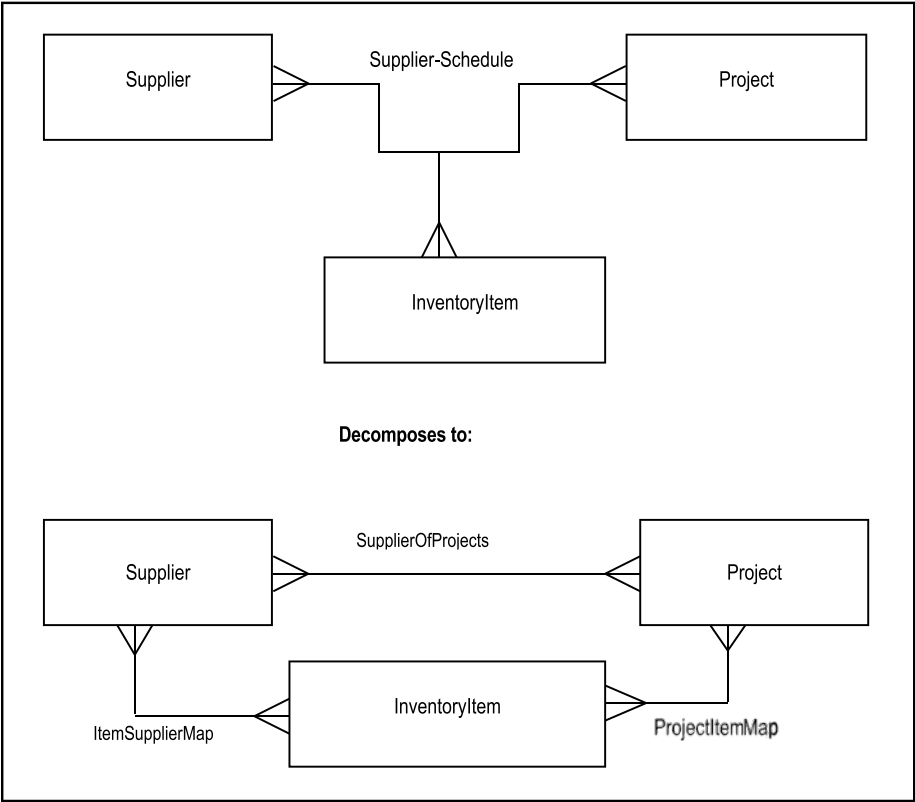 Supplier
Supplier-Schedule
Project
InventoryItem
Decomposes to:
Supplier
SupplierOfProjects
Project
InventoryItem
ItemSupplierMap
ProjectItemMap